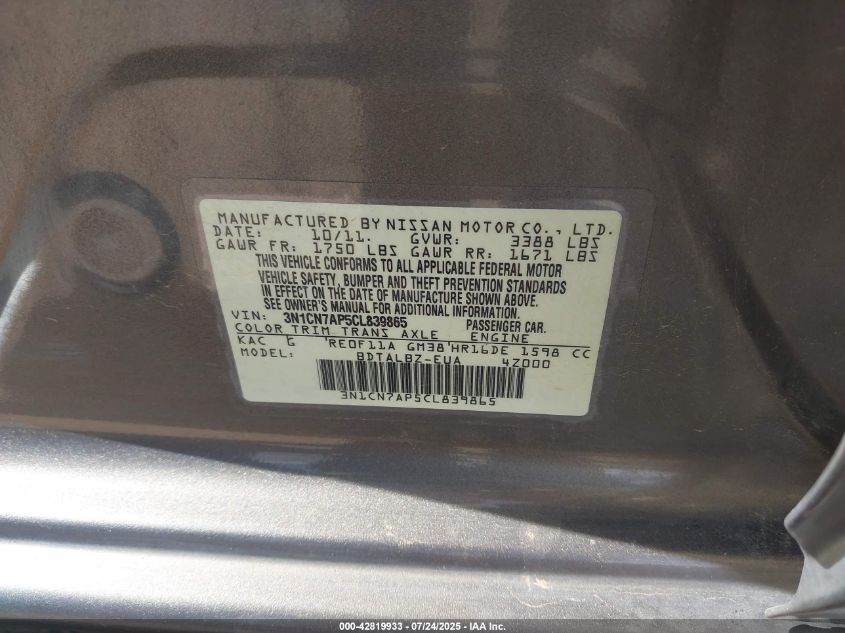 MANUFACTURED BY NISSAN MOTOR CO., LTD.
DATE: 10/11. GVWR: 3388 LBS
GAWR FR: 1750 LBS GAWR RR: 1671 LBS
THIS VEHICLE CONFORMS TO ALL APPLICABLE FEDERAL MOTOR
VEHICLE SAFETY, BUMPER AND THEFT PREVENTION STANDARDS
IN EFFECT ON THE DATE OF MANUFACTURE SHOWN ABOVE.
SEE OWNER'S MANUAL FOR ADDITIONAL INFORMATION.
VIN: 3N1CN7AP5CL839865 PASSENGER CAR.
COLOR TRIM TRANS AXLE ENGINE
KAC G 'RE0F11A GM38'HR16DE 1598 CC
MODEL: BDTALBZ-EUA 4Z000
3N1CN7AP5CL839865
000-42819933 - 07/24/2025 - IAA Inc.